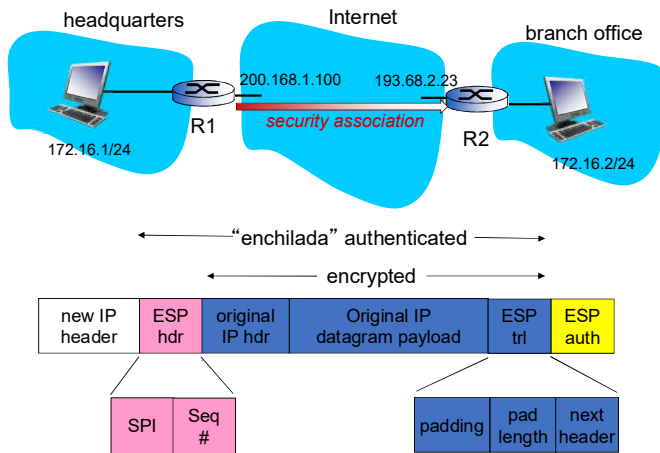 headquarters
Internet
branch office
200.168.1.100
193.68.2.23
security association
R1
R2
172.16.1/24
172.16.2/24
“enchilada” authenticated
encrypted
new IP
header
ESP
hdr
original
IP hdr
Original IP
datagram payload
ESP
trl
ESP
auth
SPI
Seq
#
padding
pad
length
next
header